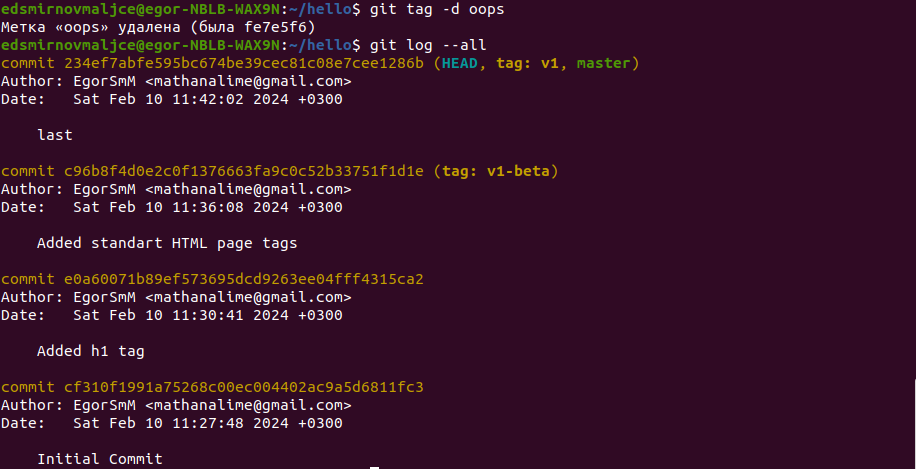 edsmirnovmaljce@egor-NBLB-WAX9N:~/hello$ git tag -d oops
Метка «oops» удалена (была fe7e5f6)
edsmirnovmaljce@egor-NBLB-WAX9N:~/hello$ git log --all
commit 234ef7abfe595bc674be39cec81c08e7cee1286b (HEAD, tag: v1, master)
Author: EgorSmM <mathanalime@gmail.com>
Date:   Sat Feb 10 11:42:02 2024 +0300
last
commit c96b8f4d0e2c0f1376663fa9c0c52b33751f1d1e (tag: v1-beta)
Author: EgorSmM <mathanalime@gmail.com>
Date:   Sat Feb 10 11:36:08 2024 +0300
Added standart HTML page tags
commit e0a60071b89ef573695dcd9263ee04fff4315ca2
Author: EgorSmM <mathanalime@gmail.com>
Date:   Sat Feb 10 11:30:41 2024 +0300
Added h1 tag
commit cf310f1991a75268c00ec004402ac9a5d6811fc3
Author: EgorSmM <mathanalime@gmail.com>
Date:   Sat Feb 10 11:27:48 2024 +0300
Initial Commit